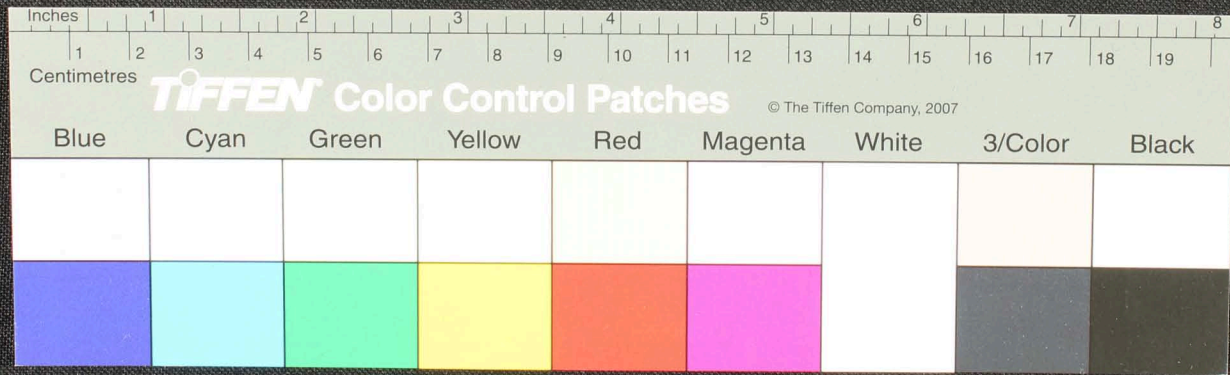 Inches 1 2 3 4 5 6 7 8
1 2 3 4 5 6 7 8 9 10 11 12 13 14 15 16 17 18 19
Centimetres
TIFFEN Color Control Patches © The Tiffen Company, 2007
Blue Cyan Green Yellow Red Magenta White 3/Color Black